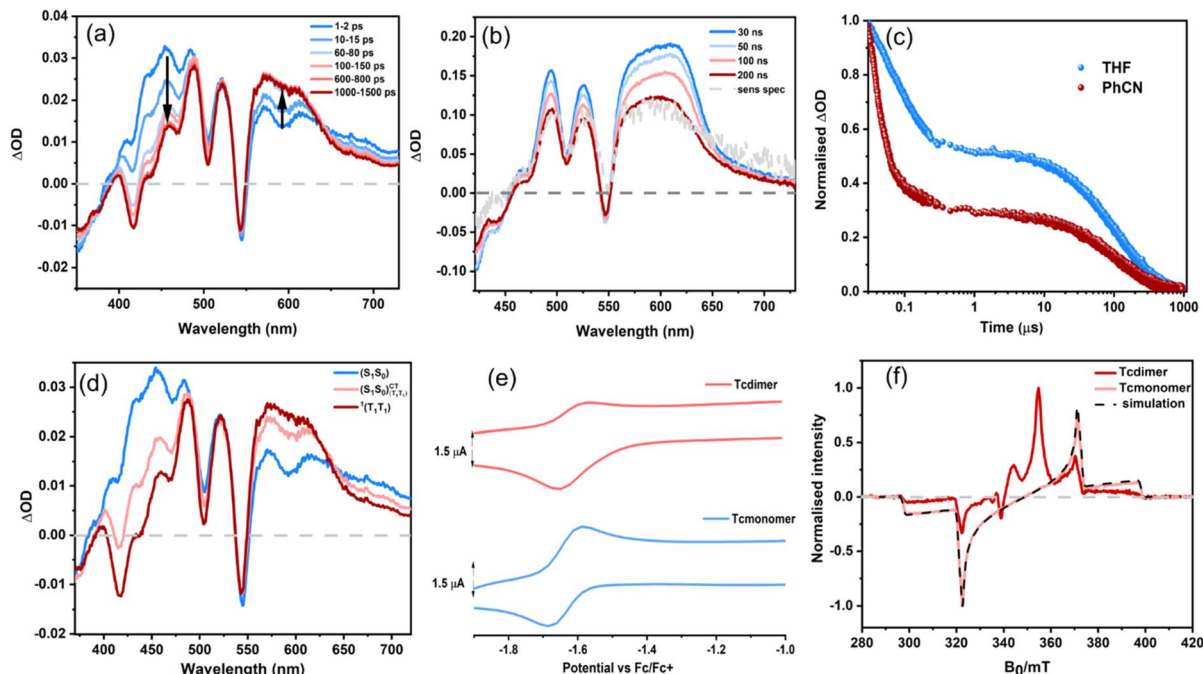 (a)
1-2 ps
10-15 ps
60-80 ps
100-150 ps
600-800 ps
1000-1500 ps
ΔOD
0.04
0.03
0.02
0.01
0.00
-0.01
-0.02
400 450 500 550 600 650 700
Wavelength (nm)
(b)
30 ns
50 ns
100 ns
200 ns
sens spec
ΔOD
0.20
0.15
0.10
0.05
0.00
-0.05
-0.10
450 500 550 600 650 700
Wavelength (nm)
(c)
THF
PhCN
Normalised ΔOD
1.0
0.8
0.6
0.4
0.2
0.0
0.1 1 10 100 1000
Time (μs)
(d)
(S₁S₀)
(S₁S₀)CT(T₁T₁)
¹(T₁T₁)
ΔOD
0.03
0.02
0.01
0.00
-0.01
0.02
400 450 500 550 600 650 700
Wavelength (nm)
(e)
Tcdimer
1.5 μA
Tcmonomer
1.5 μA
-1.8 -1.6 -1.4 -1.2 -1.0
Potential vs Fc/Fc+
(f)
Tcdimer
Tcmonomer
simulation
Normalised intensity
1.0
0.5
0.0
-0.5
-1.0
280 300 320 340 360 380 400 420
B₀/mT